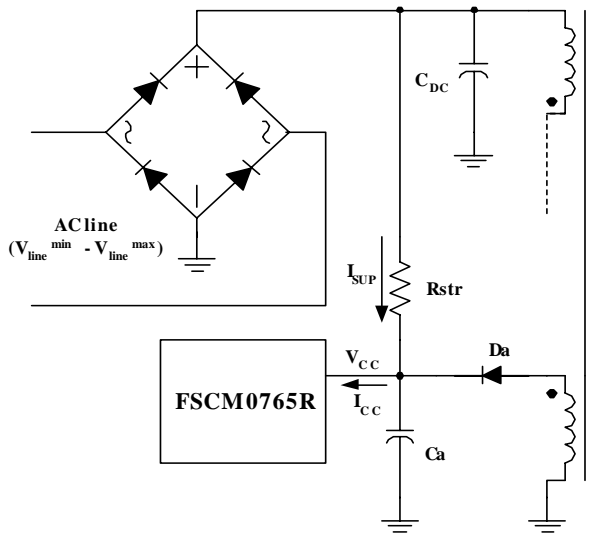 +
C_DC
~ ~
−
AC line
(V_line^min - V_line^max)
I_SUP
Rstr
V_CC
Da
FSCM0765R
I_CC
Ca